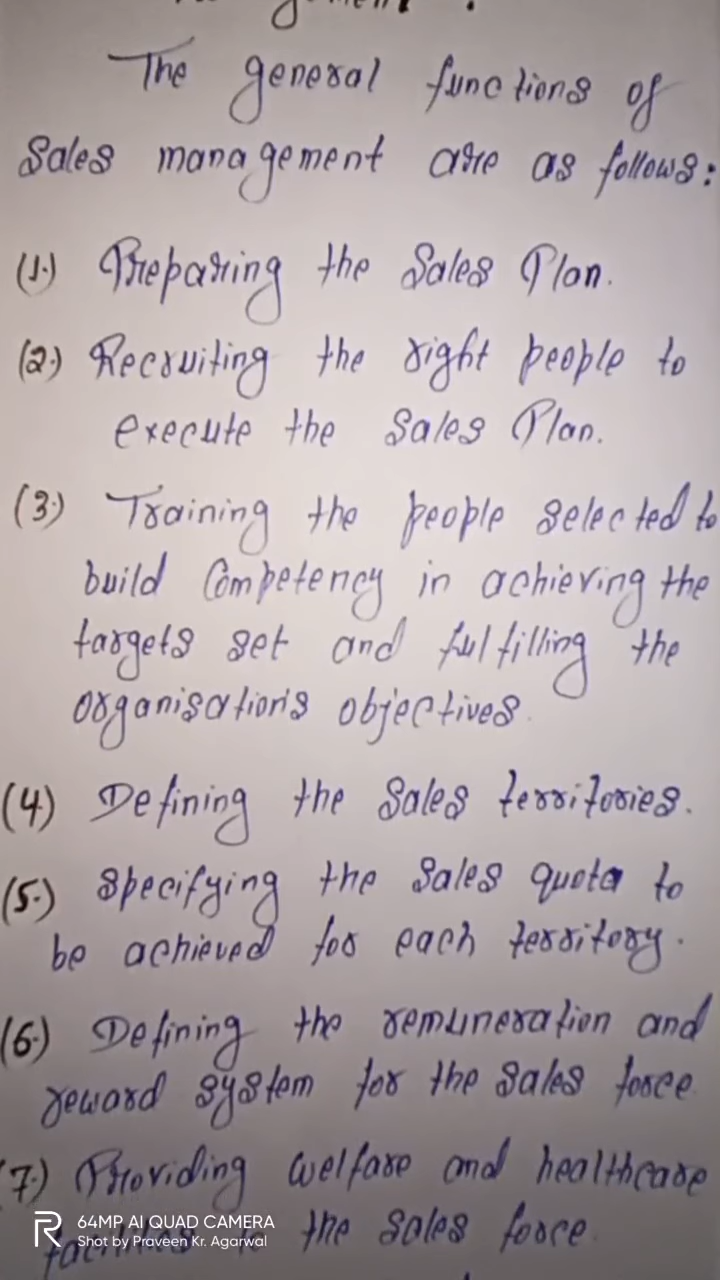 The general functions of
Sales management are as follows:
(1.) Preparing the Sales Plan.
(2.) Recruiting the right people to
execute the Sales Plan.
(3.) Training the people selected to
build Competency in achieving the
targets set and fulfilling the
organisation's objectives.
(4) Defining the Sales territories.
(5.) Specifying the Sales quota to
be achieved for each territory.
(6.) Defining the remuneration and
reward system for the Sales force
(7.) Providing welfare and healthcare
facilities to the Sales force.
64MP AI QUAD CAMERA
Shot by Praveen Kr. Agarwal